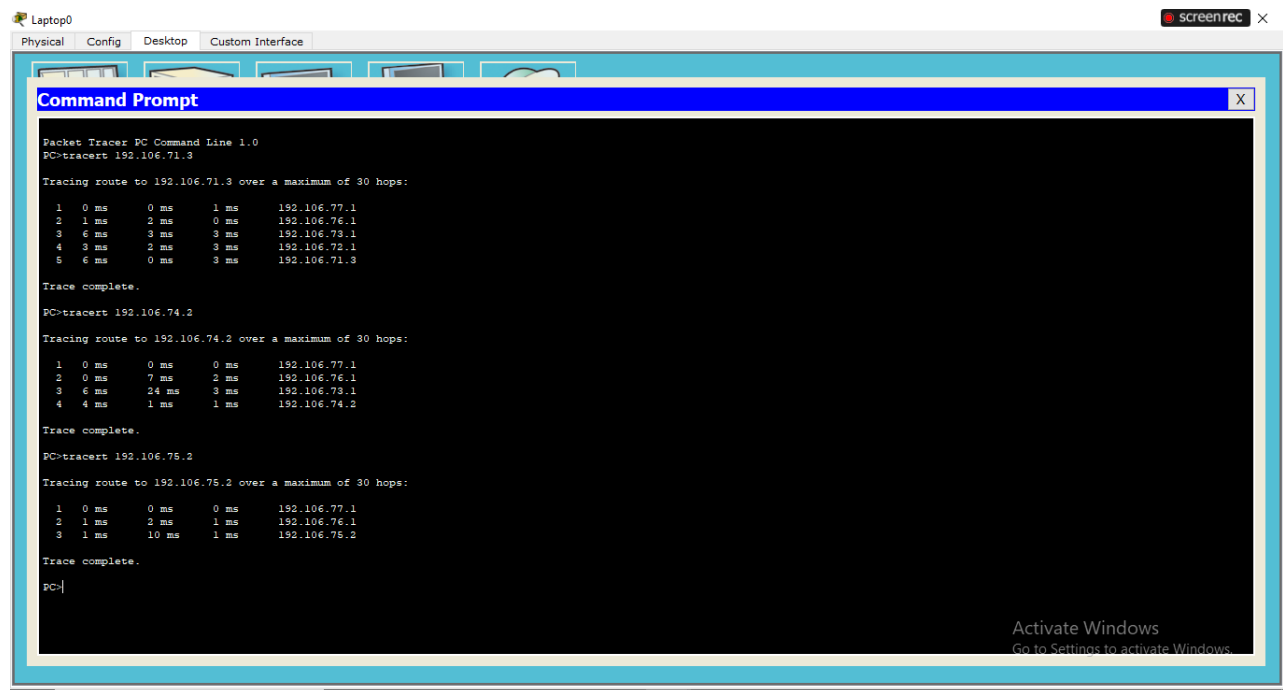 Laptop0
screenrec
Physical Config Desktop Custom Interface
Command Prompt
X
Packet Tracer PC Command Line 1.0
PC>tracert 192.106.71.3
Tracing route to 192.106.71.3 over a maximum of 30 hops:
1 0 ms 0 ms 1 ms 192.106.77.1
2 1 ms 2 ms 0 ms 192.106.76.1
3 6 ms 3 ms 3 ms 192.106.73.1
4 3 ms 2 ms 3 ms 192.106.72.1
5 6 ms 0 ms 3 ms 192.106.71.3
Trace complete.
PC>tracert 192.106.74.2
Tracing route to 192.106.74.2 over a maximum of 30 hops:
1 0 ms 0 ms 0 ms 192.106.77.1
2 0 ms 7 ms 2 ms 192.106.76.1
3 6 ms 24 ms 3 ms 192.106.73.1
4 4 ms 1 ms 1 ms 192.106.74.2
Trace complete.
PC>tracert 192.106.75.2
Tracing route to 192.106.75.2 over a maximum of 30 hops:
1 0 ms 0 ms 0 ms 192.106.77.1
2 1 ms 2 ms 1 ms 192.106.76.1
3 1 ms 10 ms 1 ms 192.106.75.2
Trace complete.
PC>
Activate Windows
Go to Settings to activate Windows.